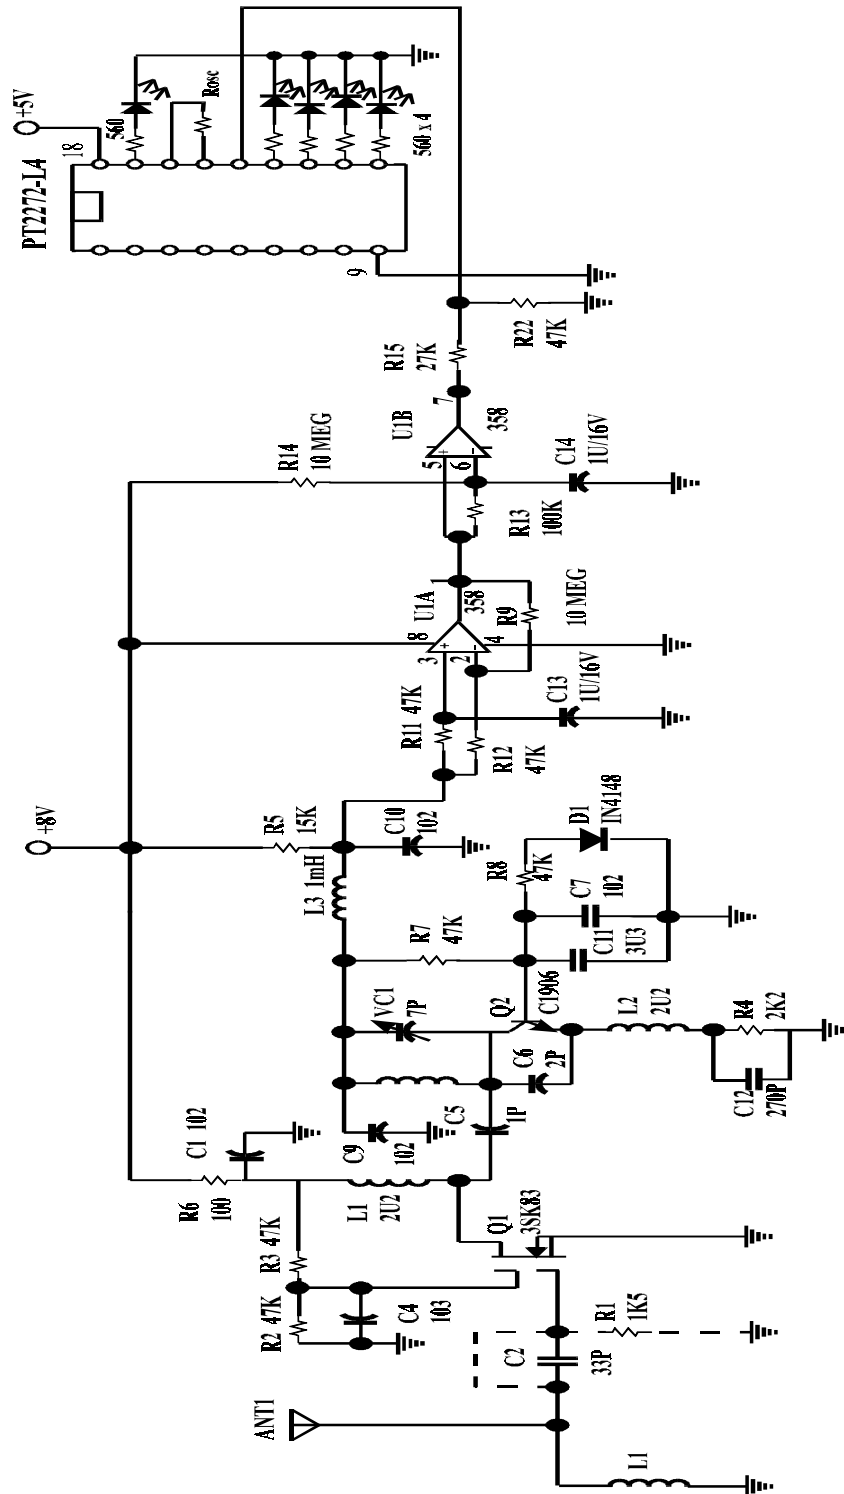 ANT1
L1
C2
33P
R1
1K5
R2 47K
R3 47K
C4
103
Q1
3SK83
R6
100
C1 102
L1
2U2
C9
102
C5
1P
C6
2P
VC1
7P
Q2
C1906
L2
2U2
C12
270P
R4
2K2
R7
47K
L3 1mH
C11
3U3
C7
102
R8
47K
D1
IN4148
+8V
R5
15K
C10
102
R11 47K
R12
47K
C13
1U/16V
3
2
8
4
+
-
U1A
358
R9
10 MEG
R13
100K
R14
10 MEG
C14
1U/16V
5
6
+
-
U1B
358
7
R15
27K
R22
47K
PT2272-L4
+5V
18
9
560
Rosc
560 x 4